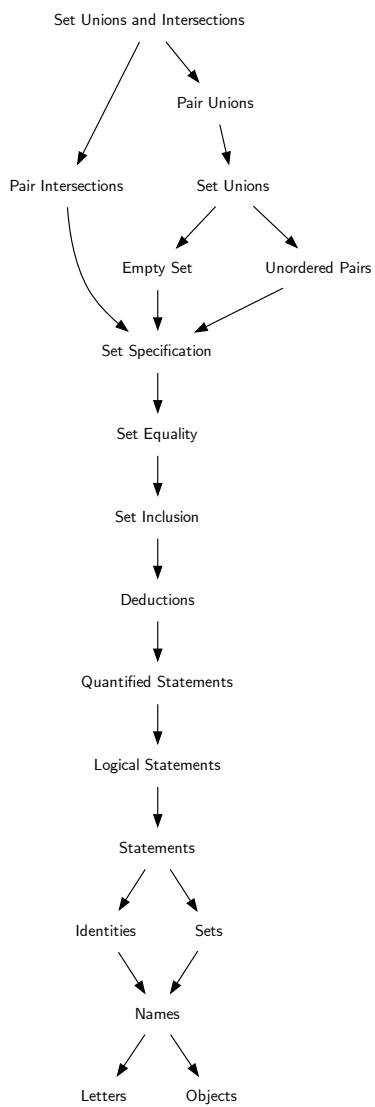 Set Unions and Intersections
Pair Unions
Pair Intersections
Set Unions
Empty Set
Unordered Pairs
Set Specification
Set Equality
Set Inclusion
Deductions
Quantified Statements
Logical Statements
Statements
Identities
Sets
Names
Letters
Objects